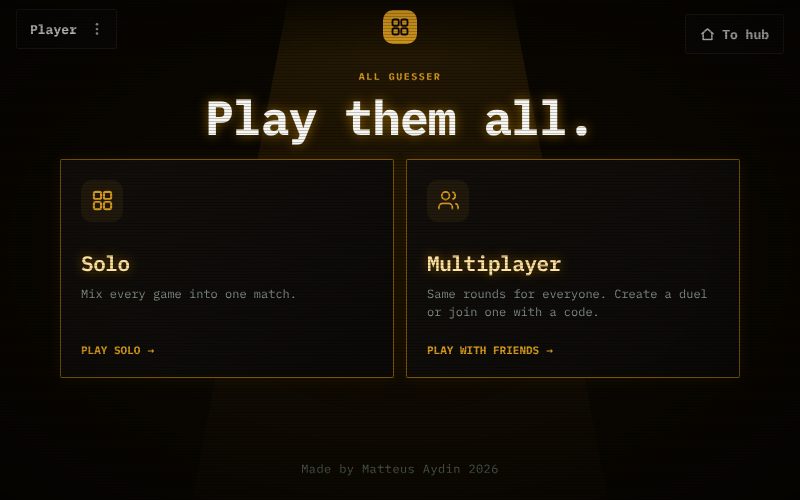 Player
To hub
ALL GUESSER
Play them all.
Solo
Mix every game into one match.
PLAY SOLO →
Multiplayer
Same rounds for everyone. Create a duel
or join one with a code.
PLAY WITH FRIENDS →
Made by Matteus Aydin 2026